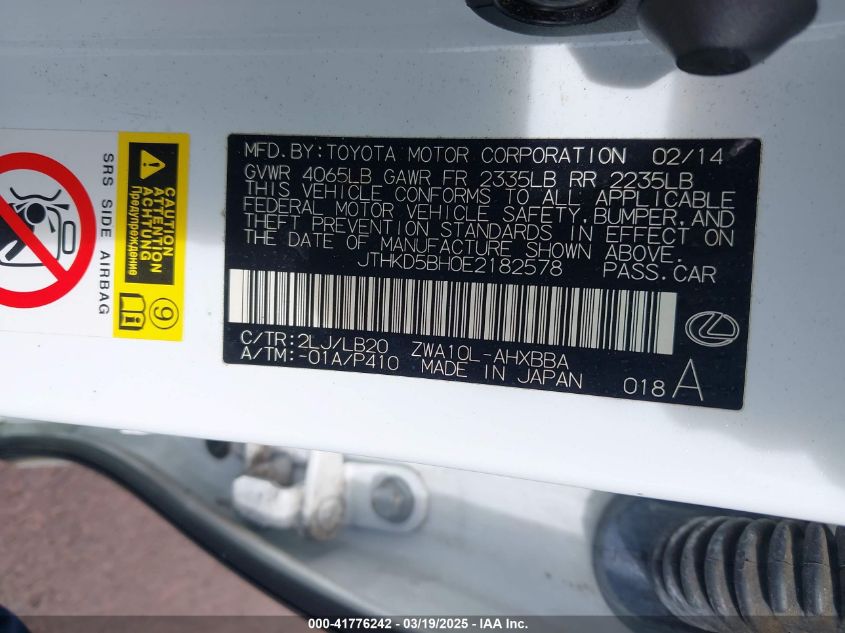 MFD.BY:TOYOTA MOTOR CORPORATION 02/14
GVWR 4065LB GAWR FR 2335LB RR 2235LB
THIS VEHICLE CONFORMS TO ALL APPLICABLE
FEDERAL MOTOR VEHICLE SAFETY,BUMPER,AND
THEFT PREVENTION STANDARDS IN EFFECT ON
THE DATE OF MANUFACTURE SHOWN ABOVE.
JTHKD5BH0E2182578 PASS.CAR
C/TR:2LJ/LB20 ZWA10L-AHXBBA
A/TM:-01A/P410 MADE IN JAPAN 018 A
SRS SIDE AIRBAG
CAUTION
ATTENTION
ACHTUNG
Предупреждение
9
000-41776242 - 03/19/2025 - IAA Inc.